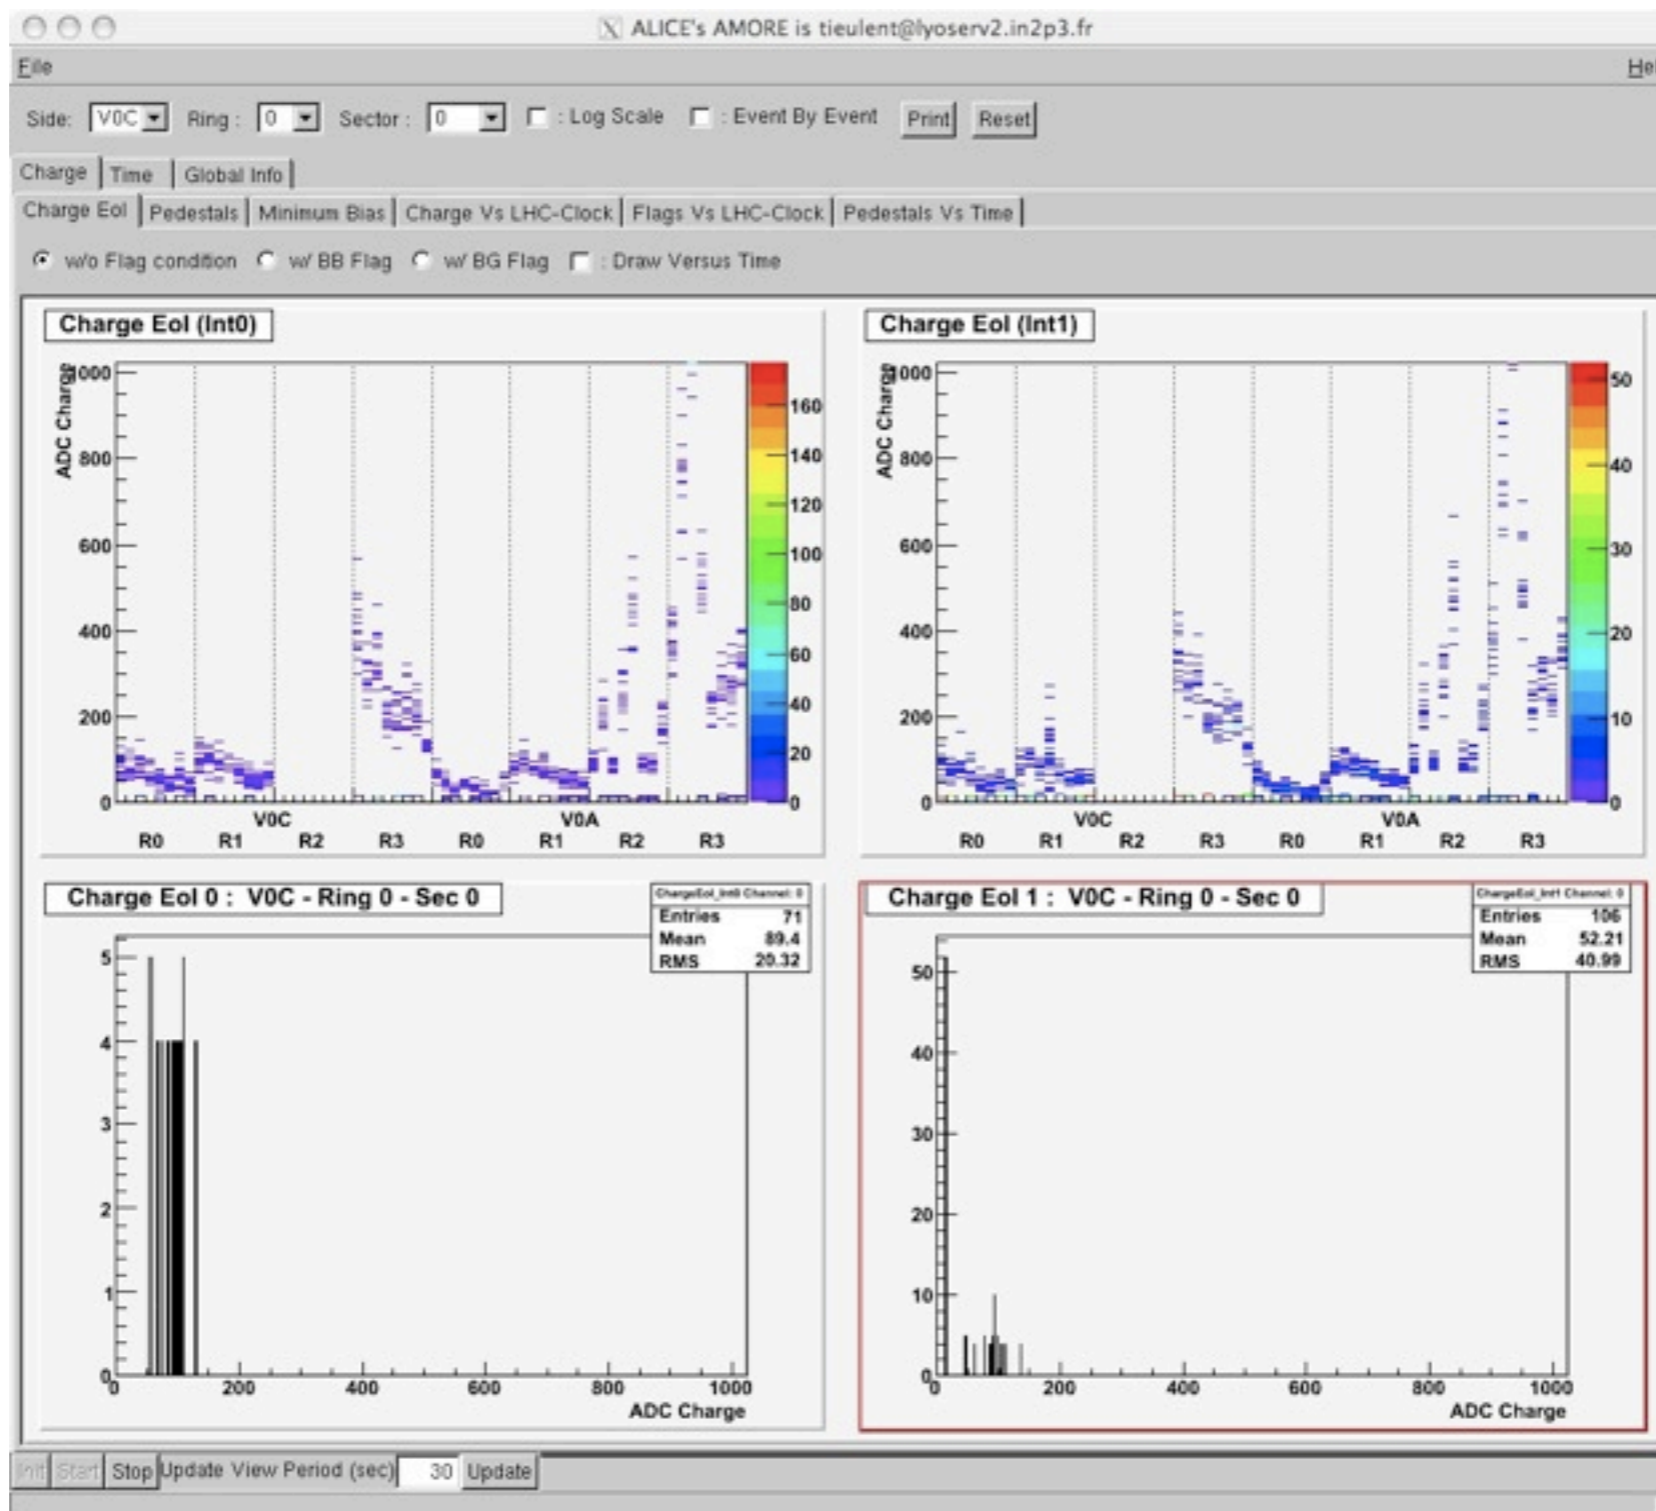 ALICE's AMORE is tieulent@lyoserv2.in2p3.fr
File Hel
Side: V0C Ring : 0 Sector : 0 : Log Scale : Event By Event Print Reset
Charge Time Global Info
Charge EoI Pedestals Minimum Bias Charge Vs LHC-Clock Flags Vs LHC-Clock Pedestals Vs Time
w/o Flag condition w/ BB Flag w/ BG Flag : Draw Versus Time
Charge EoI (Int0)
ADC Charge
1000
800
600
400
200
0
160
140
120
100
80
60
40
20
0
V0C V0A
R0 R1 R2 R3 R0 R1 R2 R3
Charge EoI (Int1)
ADC Charge
1000
800
600
400
200
0
50
40
30
20
10
0
V0C V0A
R0 R1 R2 R3 R0 R1 R2 R3
Charge EoI 0 : V0C - Ring 0 - Sec 0
ChargeEoI_Int0 Channel: 0
Entries 71
Mean 89.4
RMS 20.32
5
4
3
2
1
0
0 200 400 600 800 1000
ADC Charge
Charge EoI 1 : V0C - Ring 0 - Sec 0
ChargeEoI_Int1 Channel: 0
Entries 106
Mean 52.21
RMS 40.99
50
40
30
20
10
0
0 200 400 600 800 1000
ADC Charge
Init Start Stop Update View Period (sec) 30 Update